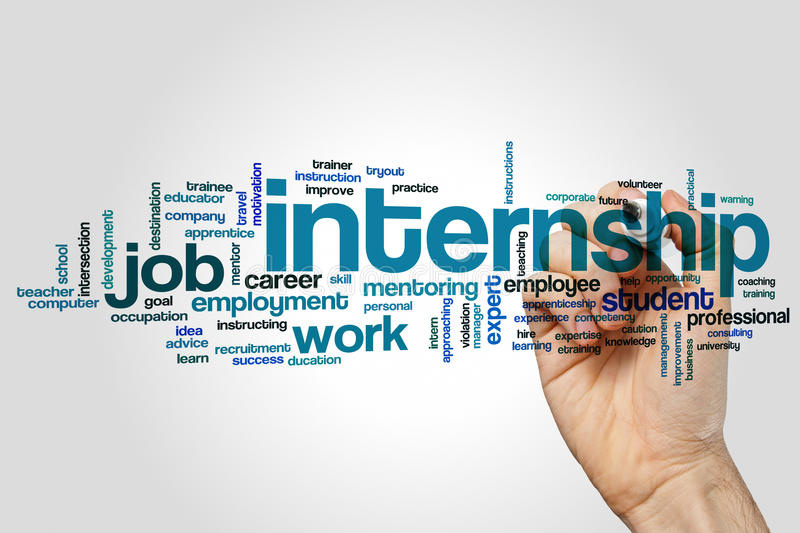 instructions
trainer
tryout
instruction
improve
practice
motivation
travel
trainee
educator
company
apprentice
destination
volunteer
practical
corporate
future
warning
internship
school
intersection
development
job
mentor
career
skill
mentoring
employment
personal
teacher
computer
goal
occupation
instructing
work
idea
advice
learn
recruitment
success
ducation
intern
approaching
violation
manager
expert
training
employee
help
opportunity
coaching
training
apprenticeship
student
experience
competency
professional
hire
expertise
caution
consulting
learning
etraining
knowledge
management
improvement
business
university